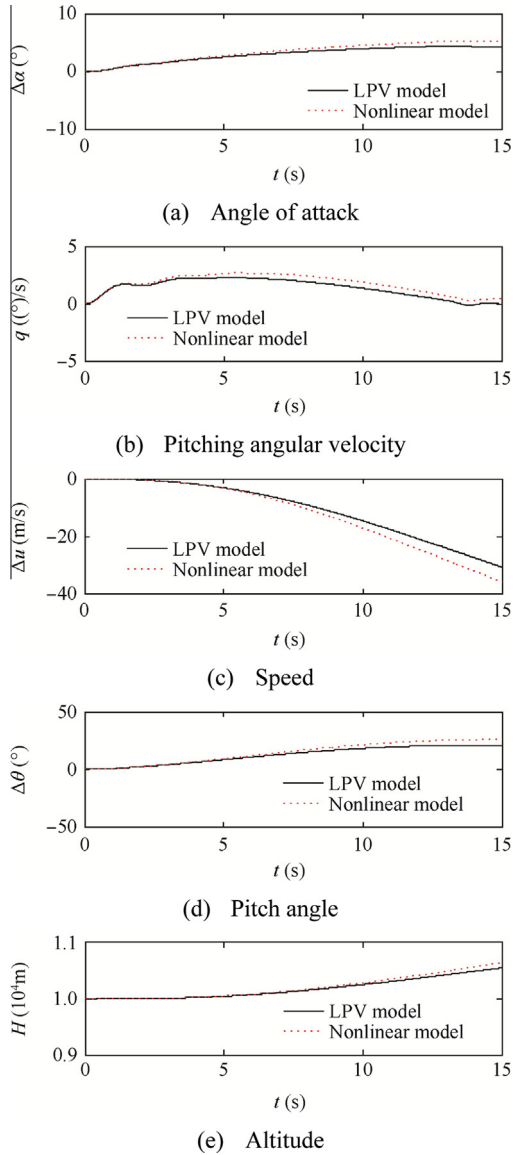 10
0
−10
Δα (°)
LPV model
Nonlinear model
0 5 10 15
t (s)
(a) Angle of attack
5
0
−5
q ((°)/s)
LPV model
Nonlinear model
0 5 10 15
t (s)
(b) Pitching angular velocity
0
−20
−40
Δu (m/s)
LPV model
Nonlinear model
0 5 10 15
t (s)
(c) Speed
50
0
−50
Δθ (°)
LPV model
Nonlinear model
0 5 10 15
t (s)
(d) Pitch angle
1.1
1.0
0.9
H (10⁴m)
LPV model
Nonlinear model
0 5 10 15
t (s)
(e) Altitude